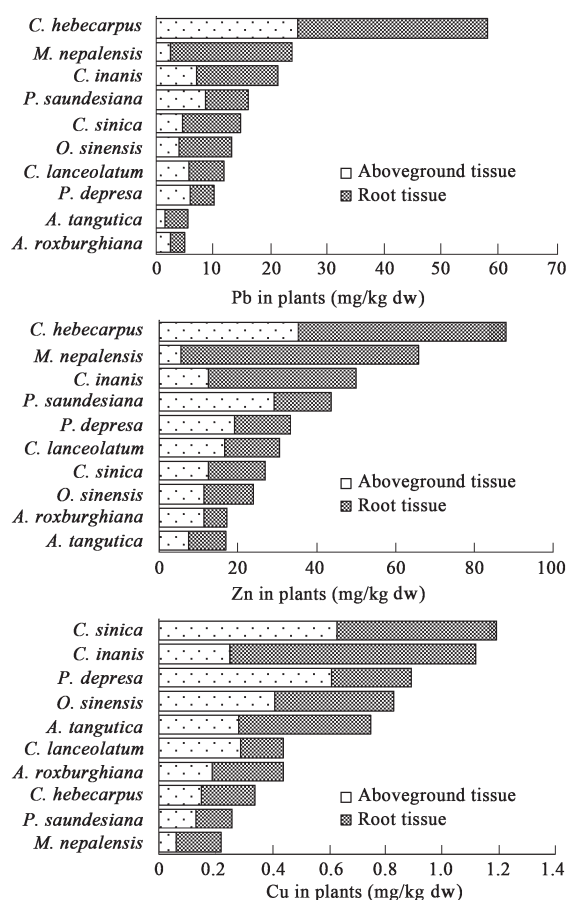 C. hebecarpus
M. nepalensis
C. inanis
P. saundesiana
C. sinica
O. sinensis
C. lanceolatum
P. depresa
A. tangutica
A. roxburghiana
Aboveground tissue
Root tissue
0 10 20 30 40 50 60 70
Pb in plants (mg/kg dw)
C. hebecarpus
M. nepalensis
C. inanis
P. saundesiana
P. depresa
C. lanceolatum
C. sinica
O. sinensis
A. roxburghiana
A. tangutica
Aboveground tissue
Root tissue
0 20 40 60 80 100
Zn in plants (mg/kg dw)
C. sinica
C. inanis
P. depresa
O. sinensis
A. tangutica
C. lanceolatum
A. roxburghiana
C. hebecarpus
P. saundesiana
M. nepalensis
Aboveground tissue
Root tissue
0 0.2 0.4 0.6 0.8 1.0 1.2 1.4
Cu in plants (mg/kg dw)